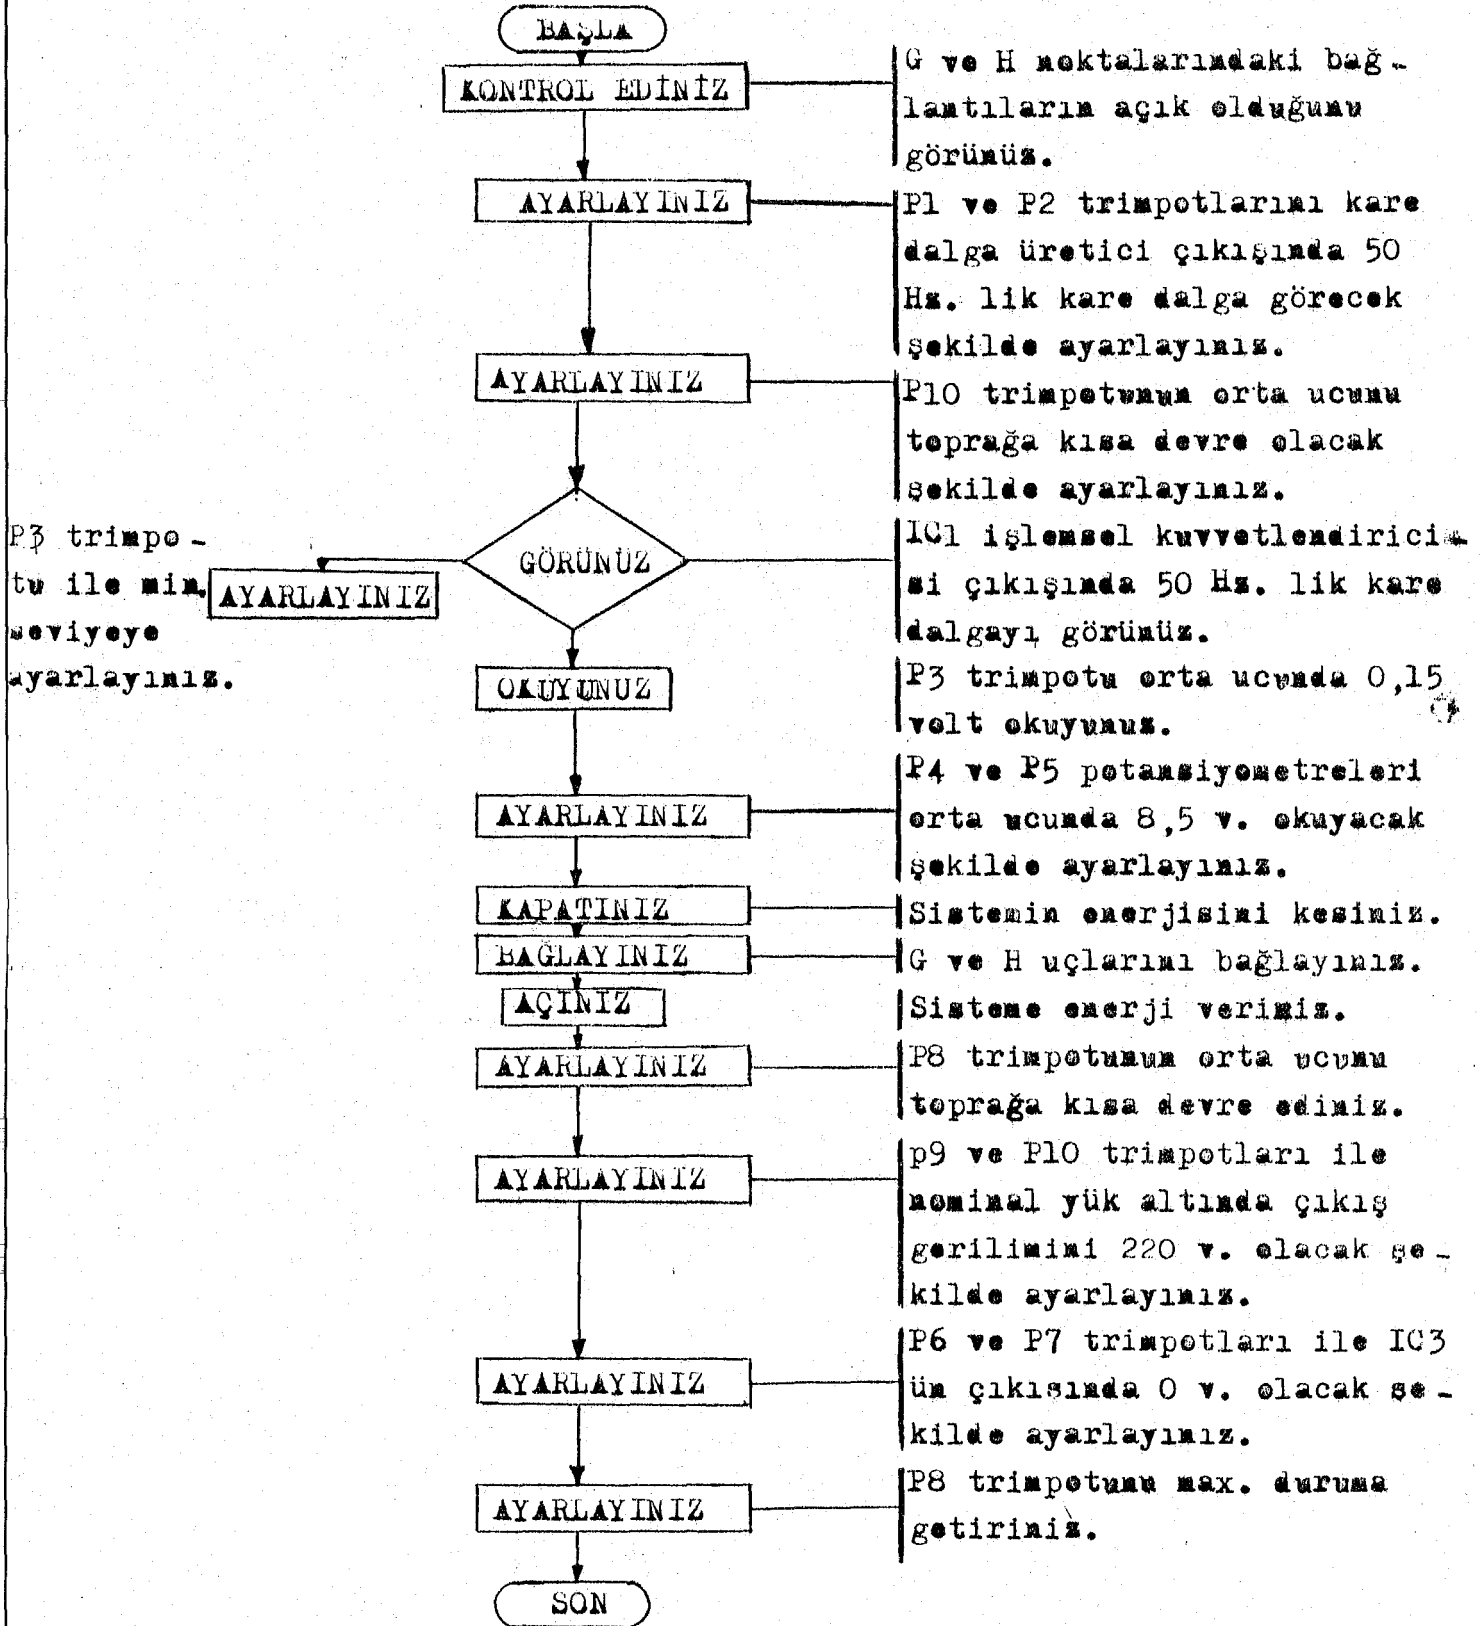 BAŞLA
KONTROL EDİNİZ
G ve H noktalarındaki bağ-
lantıların açık olduğunu
görünüz.
AYARLAYINIZ
P1 ve P2 trimpotlarını kare
dalga üretici çıkışında 50
Hz. lik kare dalga görecek
şekilde ayarlayınız.
AYARLAYINIZ
P10 trimpotunun orta ucunu
toprağa kısa devre olacak
şekilde ayarlayınız.
GÖRÜNÜZ
IC1 işlemsel kuvvetlendirici-
si çıkışında 50 Hz. lik kare
dalgayı görünüz.
P3 trimpo-
tu ile min.
seviyeye
ayarlayınız.
AYARLAYINIZ
OKUYUNUZ
P3 trimpotu orta ucunda 0,15
volt okuyunuz.
AYARLAYINIZ
P4 ve P5 potansiyometreleri
orta ucunda 8,5 v. okuyacak
şekilde ayarlayınız.
KAPATINIZ
Sistemin enerjisini kesiniz.
BAĞLAYINIZ
G ve H uçlarını bağlayınız.
AÇINIZ
Sisteme enerji veriniz.
AYARLAYINIZ
P8 trimpotunun orta ucunu
toprağa kısa devre ediniz.
AYARLAYINIZ
p9 ve P10 trimpotları ile
nominal yük altında çıkış
gerilimini 220 v. olacak şe-
kilde ayarlayınız.
AYARLAYINIZ
P6 ve P7 trimpotları ile IC3
ün çıkısında 0 v. olacak se-
kilde ayarlayınız.
AYARLAYINIZ
P8 trimpotunu max. duruma
getiriniz.
SON